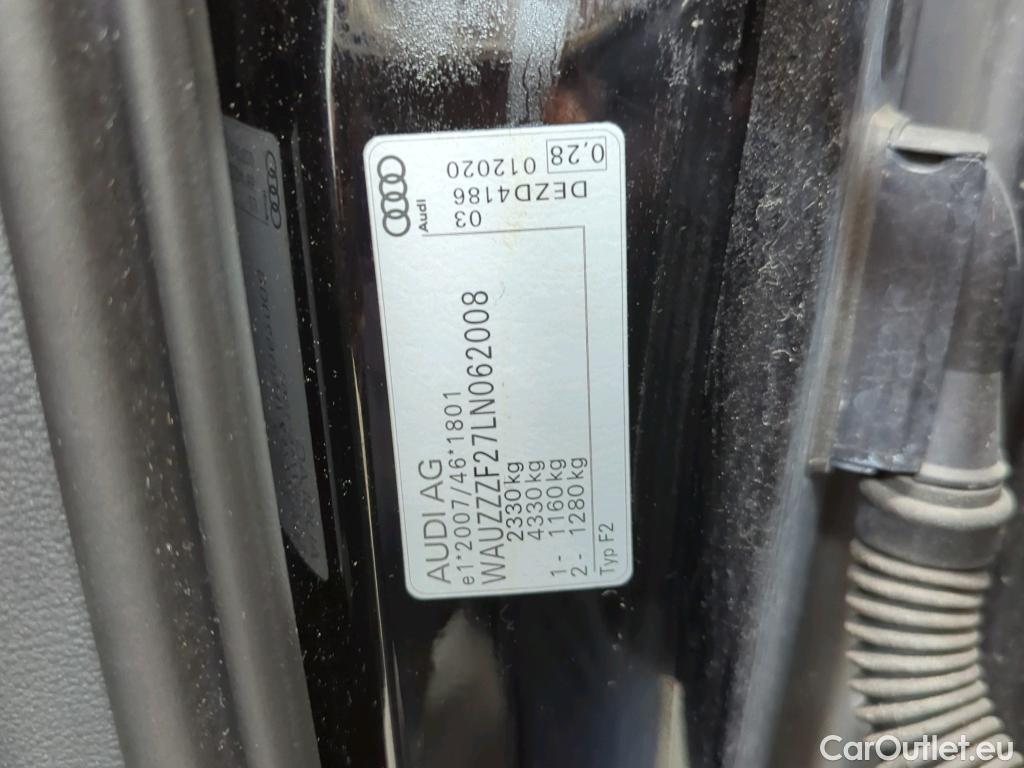 AUDI AG
e1*2007/46*1801
WAUZZZF27LN062008
2330kg
4330kg
1 - 1160kg
2 - 1280kg
Typ F2
Audi
03
DEZD4186
012020
0,28
CarOutlet.eu